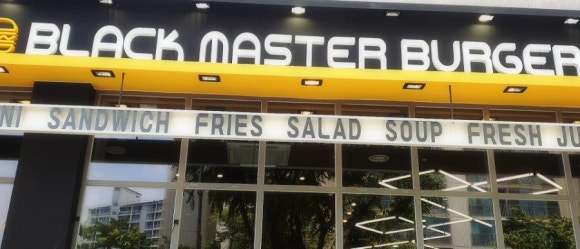 BLACK MASTER BURGER
SANDWICH FRIES SALAD SOUP FRESH